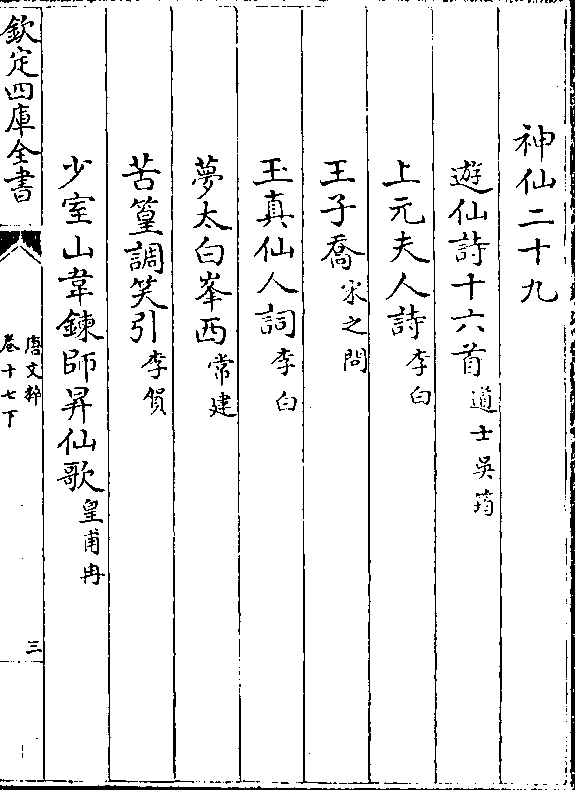 神仙二十九
遊仙詩十六首 道士吳筠
上元夫人詩 李白
王子喬 宋之問
玉真仙人詞 李白
夢太白峯西 常建
苦篁調笑引 李賀
少室山韋鍊師昇仙歌 皇甫冉
欽定四庫全書
唐文粹
卷十七下
三